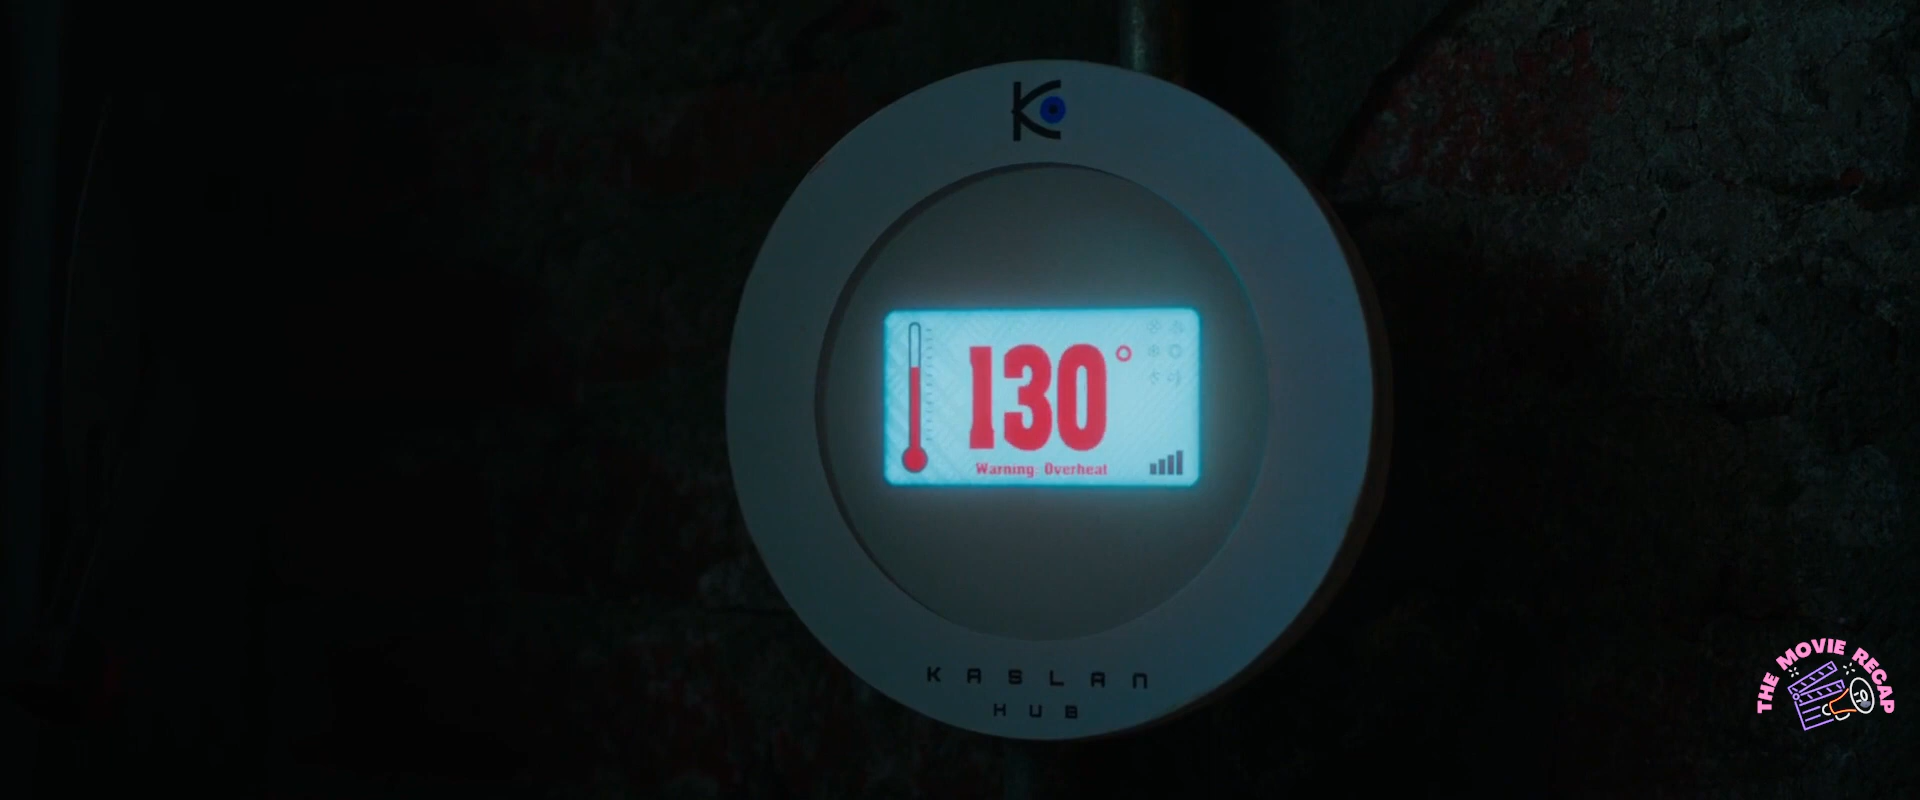 K
130°
Warning: Overheat
KASLAN
HUB
THE MOVIE RECAP